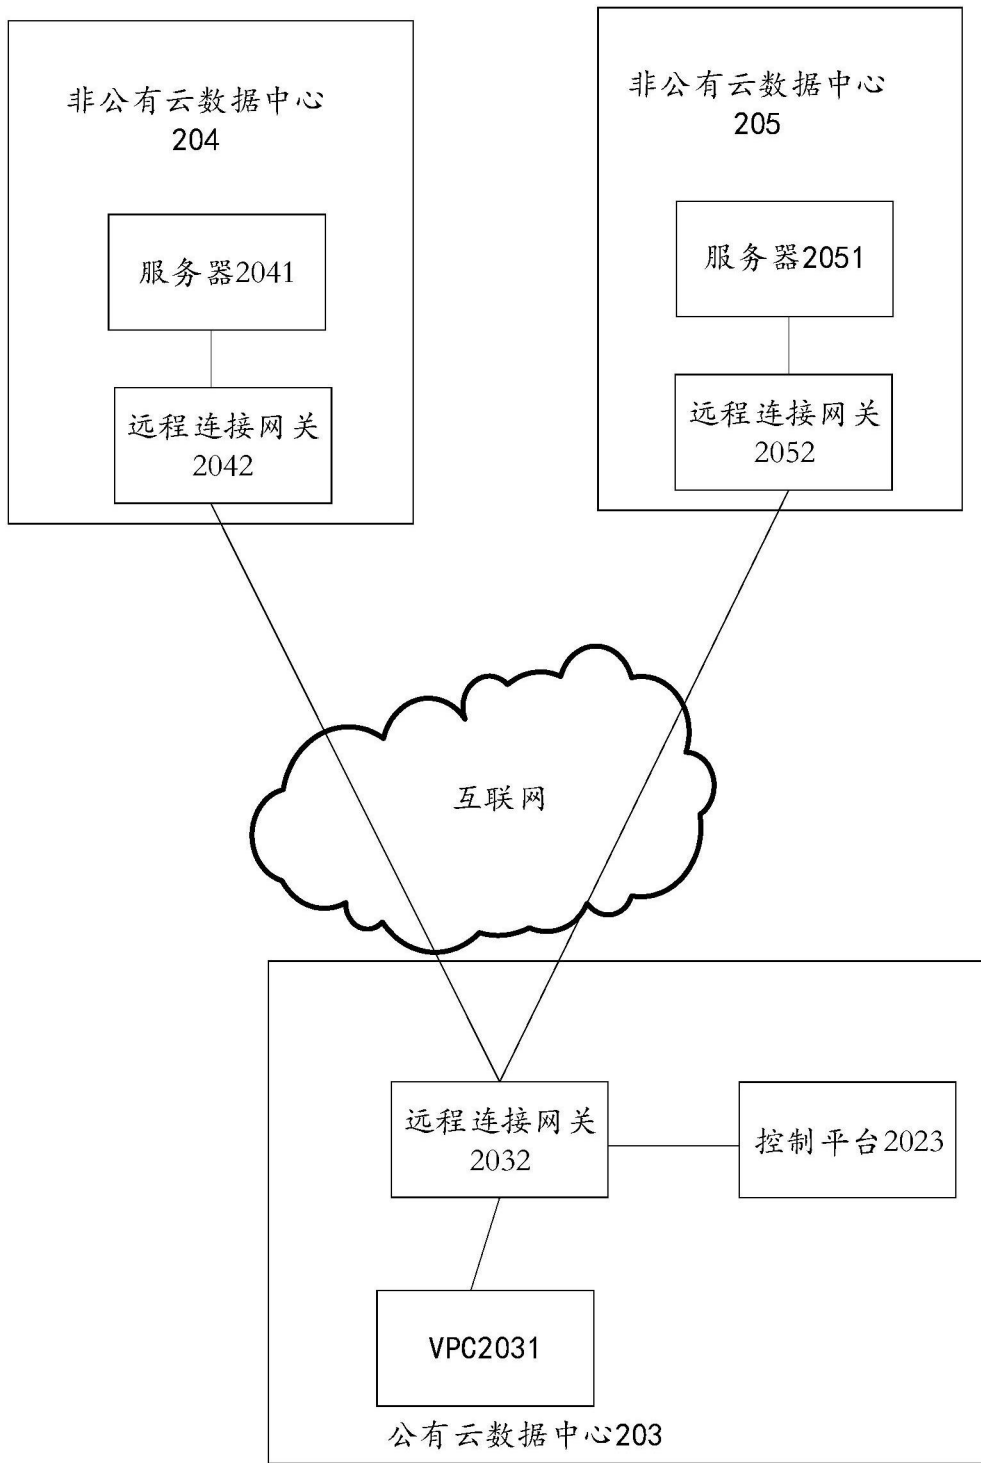 非公有云数据中心
204
服务器2041
远程连接网关
2042
非公有云数据中心
205
服务器2051
远程连接网关
2052
互联网
远程连接网关
2032
控制平台2023
VPC2031
公有云数据中心203